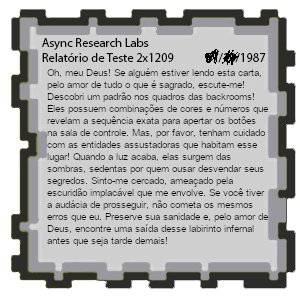 Async Research Labs
Relatório de Teste 2x1209 / /1987
Oh, meu Deus! Se alguém estiver lendo esta carta,
pelo amor de tudo o que é sagrado, escute-me!
Descobri um padrão nos quadros das backrooms!
Eles possuem combinações de cores e números que
revelam a sequência exata para apertar os botões
na sala de controle. Mas, por favor, tenham cuidado
com as entidades assustadoras que habitam esse
lugar! Quando a luz acaba, elas surgem das
sombras, sedentas por quem ousar desvendar seus
segredos. Sinto-me cercado, ameaçado pela
escuridão implacável que me envolve. Se você tiver
a audácia de prosseguir, não cometa os mesmos
erros que eu. Preserve sua sanidade e, pelo amor de
Deus, encontre uma saída desse labirinto infernal
antes que seja tarde demais!